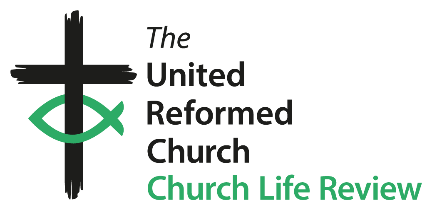 The
United
Reformed
Church
Church Life Review